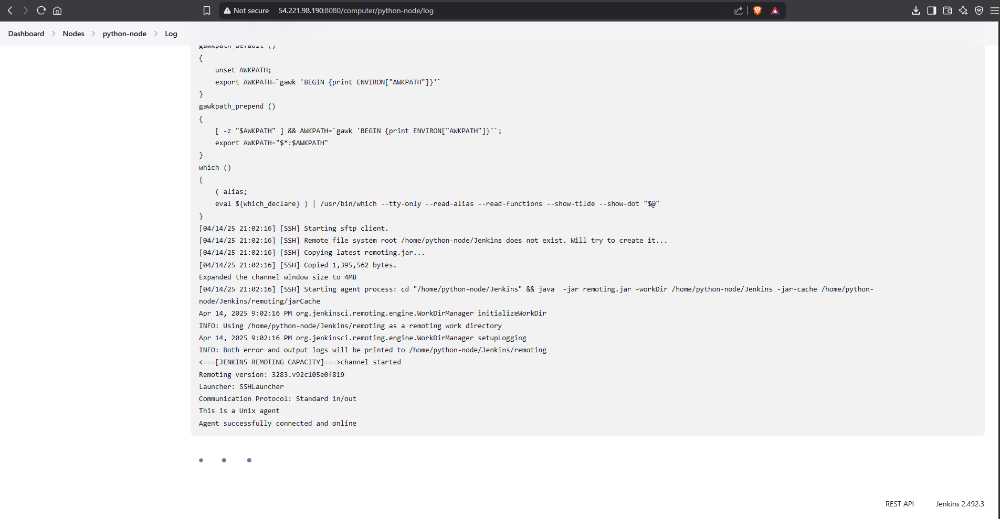 Not secure 54.221.98.190:8080/computer/python-node/log
Dashboard > Nodes > python-node > Log
gawkpath_default ()
{
    unset AWKPATH;
    export AWKPATH=`gawk 'BEGIN {print ENVIRON["AWKPATH"]}'`
}
gawkpath_prepend ()
{
    [ -z "$AWKPATH" ] && AWKPATH=`gawk 'BEGIN {print ENVIRON["AWKPATH"]}'`;
    export AWKPATH="$*:$AWKPATH"
}
which ()
{
    ( alias;
    eval ${which_declare} ) | /usr/bin/which --tty-only --read-alias --read-functions --show-tilde --show-dot "$@"
}
[04/14/25 21:02:16] [SSH] Starting sftp client.
[04/14/25 21:02:16] [SSH] Remote file system root /home/python-node/Jenkins does not exist. Will try to create it...
[04/14/25 21:02:16] [SSH] Copying latest remoting.jar...
[04/14/25 21:02:16] [SSH] Copied 1,395,562 bytes.
Expanded the channel window size to 4MB
[04/14/25 21:02:16] [SSH] Starting agent process: cd "/home/python-node/Jenkins" && java  -jar remoting.jar -workDir /home/python-node/Jenkins -jar-cache /home/python-
node/Jenkins/remoting/jarCache
Apr 14, 2025 9:02:16 PM org.jenkinsci.remoting.engine.WorkDirManager initializeWorkDir
INFO: Using /home/python-node/Jenkins/remoting as a remoting work directory
Apr 14, 2025 9:02:16 PM org.jenkinsci.remoting.engine.WorkDirManager setupLogging
INFO: Both error and output logs will be printed to /home/python-node/Jenkins/remoting
<===[JENKINS REMOTING CAPACITY]===>channel started
Remoting version: 3283.v92c105e0f819
Launcher: SSHLauncher
Communication Protocol: Standard in/out
This is a Unix agent
Agent successfully connected and online
REST API Jenkins 2.492.3